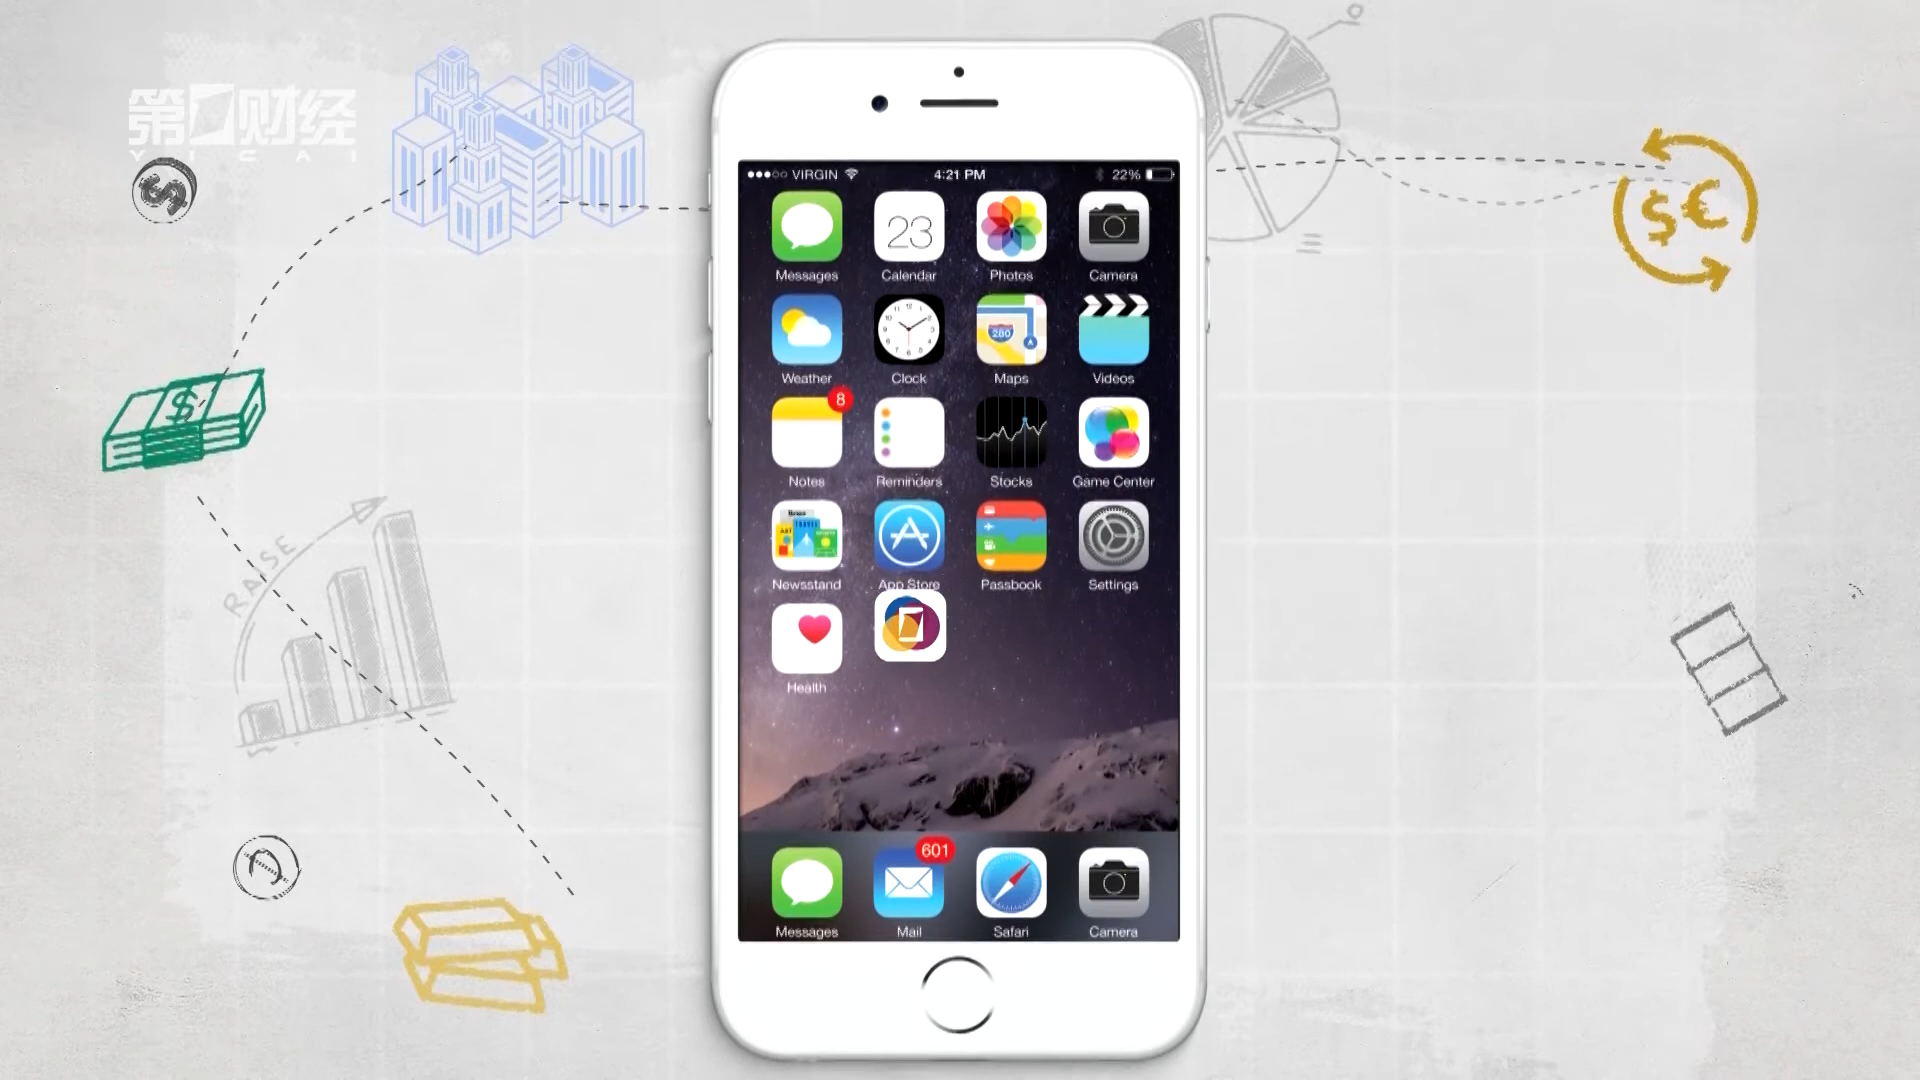 第一财经
YICAI
RAISE
$
$
$€
VIRGIN
4:21 PM
22%
23
Messages
Calendar
Photos
Camera
280
Weather
Clock
Maps
Videos
8
Notes
Reminders
Stocks
Game Center
Newsstand
App Store
Passbook
Settings
Health
601
Messages
Mail
Safari
Camera